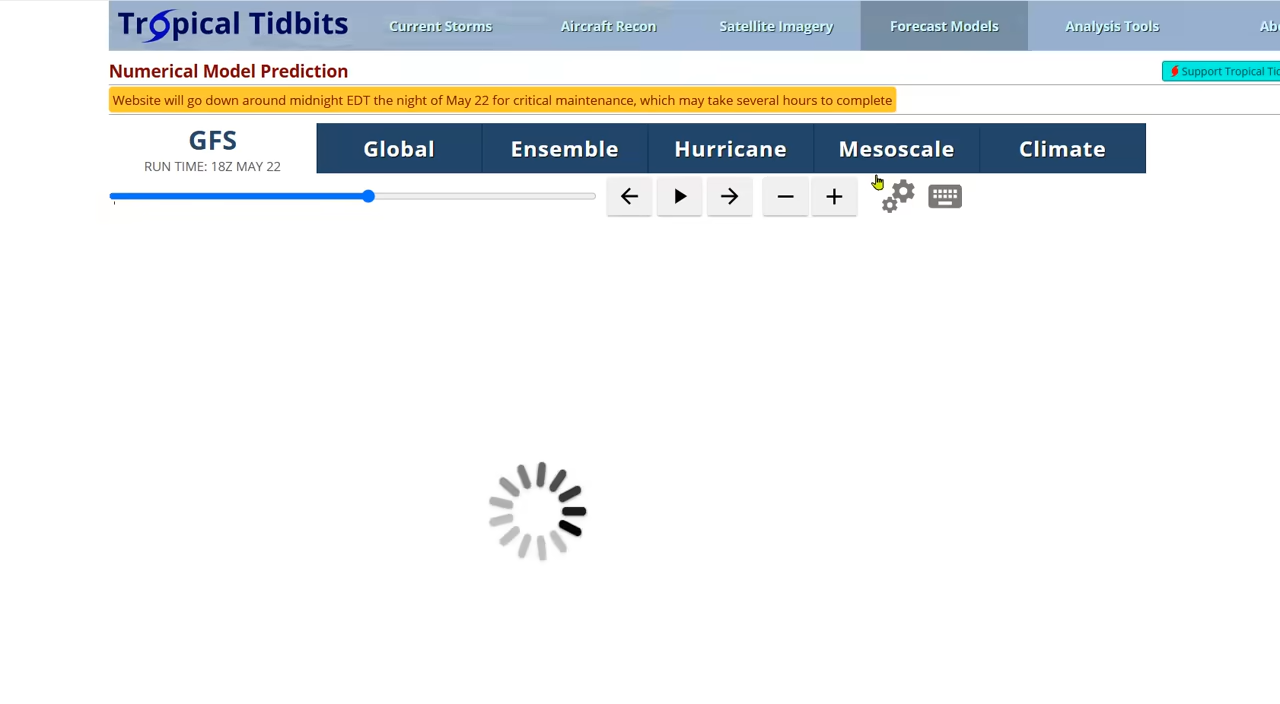 Tropical Tidbits
Current Storms
Aircraft Recon
Satellite Imagery
Forecast Models
Analysis Tools
Numerical Model Prediction
Support Tropical
Website will go down around midnight EDT the night of May 22 for critical maintenance, which may take several hours to complete
GFS
RUN TIME: 18Z MAY 22
Global
Ensemble
Hurricane
Mesoscale
Climate